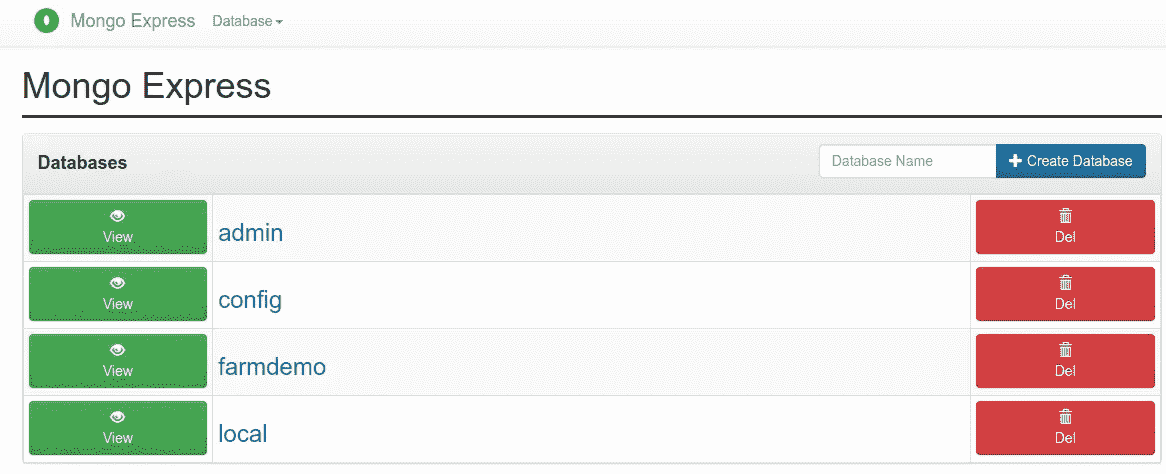 Mongo Express Database
Mongo Express
Databases Database Name Create Database
View admin Del
View config Del
View farmdemo Del
View local Del